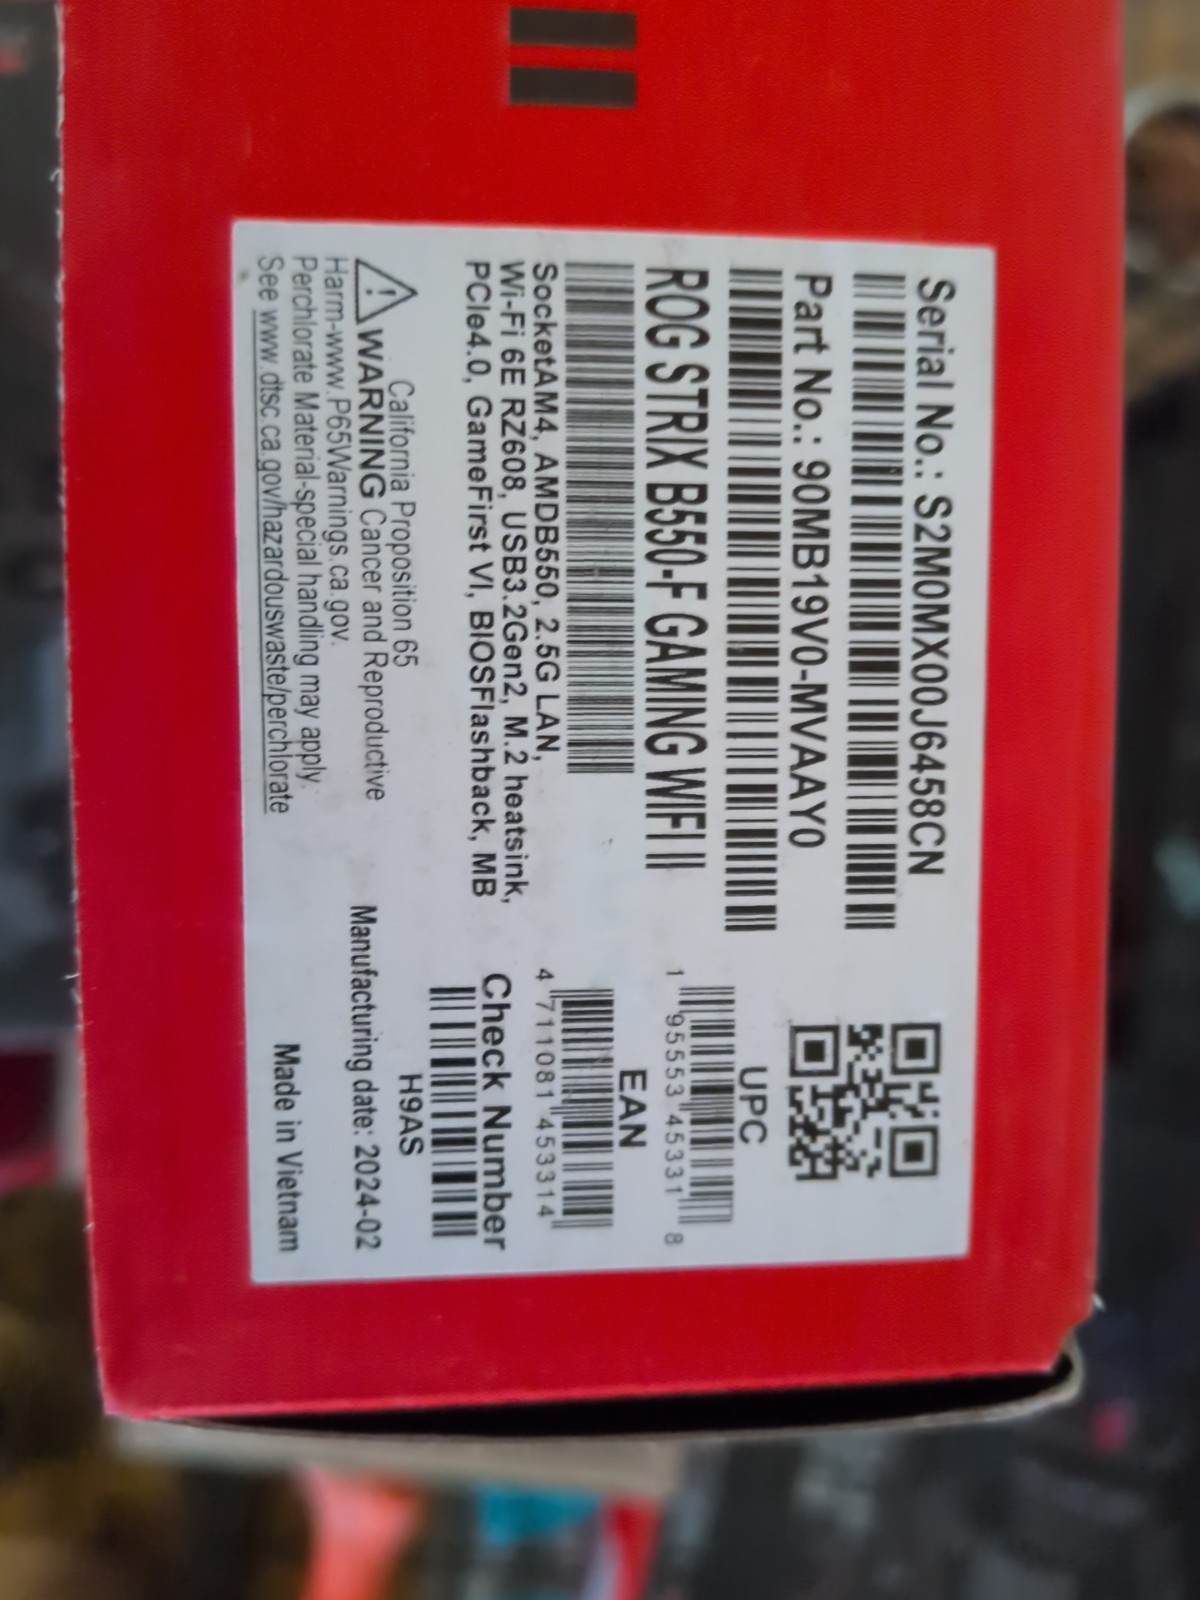 Serial No.: S2M0MX00J6458CN
Part No.: 90MB19V0-MVAAY0
ROG STRIX B550-F GAMING WIFI II
SocketAM4, AMDB550, 2.5G LAN,
Wi-Fi 6E RZ608, USB3.2Gen2, M.2 heatsink,
PCIe4.0, GameFirst VI, BIOSFlashback, MB
California Proposition 65
WARNING Cancer and Reproductive
Harm-www.P65Warnings.ca.gov.
Perchlorate Material-special handling may apply.
See www.dtsc.ca.gov/hazardouswaste/perchlorate
UPC
1 95553 45331 8
EAN
4 711081 453314
Check Number
H9AS
Manufacturing date: 2024-02
Made in Vietnam